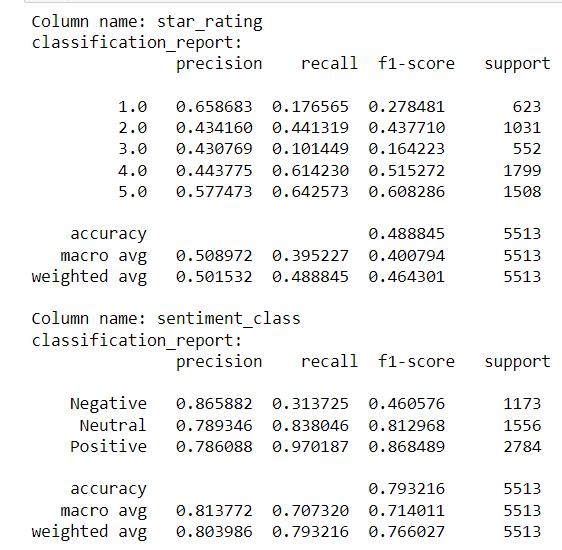 Column name: star_rating
classification_report:
precision recall f1-score support
1.0 0.658683 0.176565 0.278481 623
2.0 0.434160 0.441319 0.437710 1031
3.0 0.430769 0.101449 0.164223 552
4.0 0.443775 0.614230 0.515272 1799
5.0 0.577473 0.642573 0.608286 1508
accuracy 0.488845 5513
macro avg 0.508972 0.395227 0.400794 5513
weighted avg 0.501532 0.488845 0.464301 5513
Column name: sentiment_class
classification_report:
precision recall f1-score support
Negative 0.865882 0.313725 0.460576 1173
Neutral 0.789346 0.838046 0.812968 1556
Positive 0.786088 0.970187 0.868489 2784
accuracy 0.793216 5513
macro avg 0.813772 0.707320 0.714011 5513
weighted avg 0.803986 0.793216 0.766027 5513